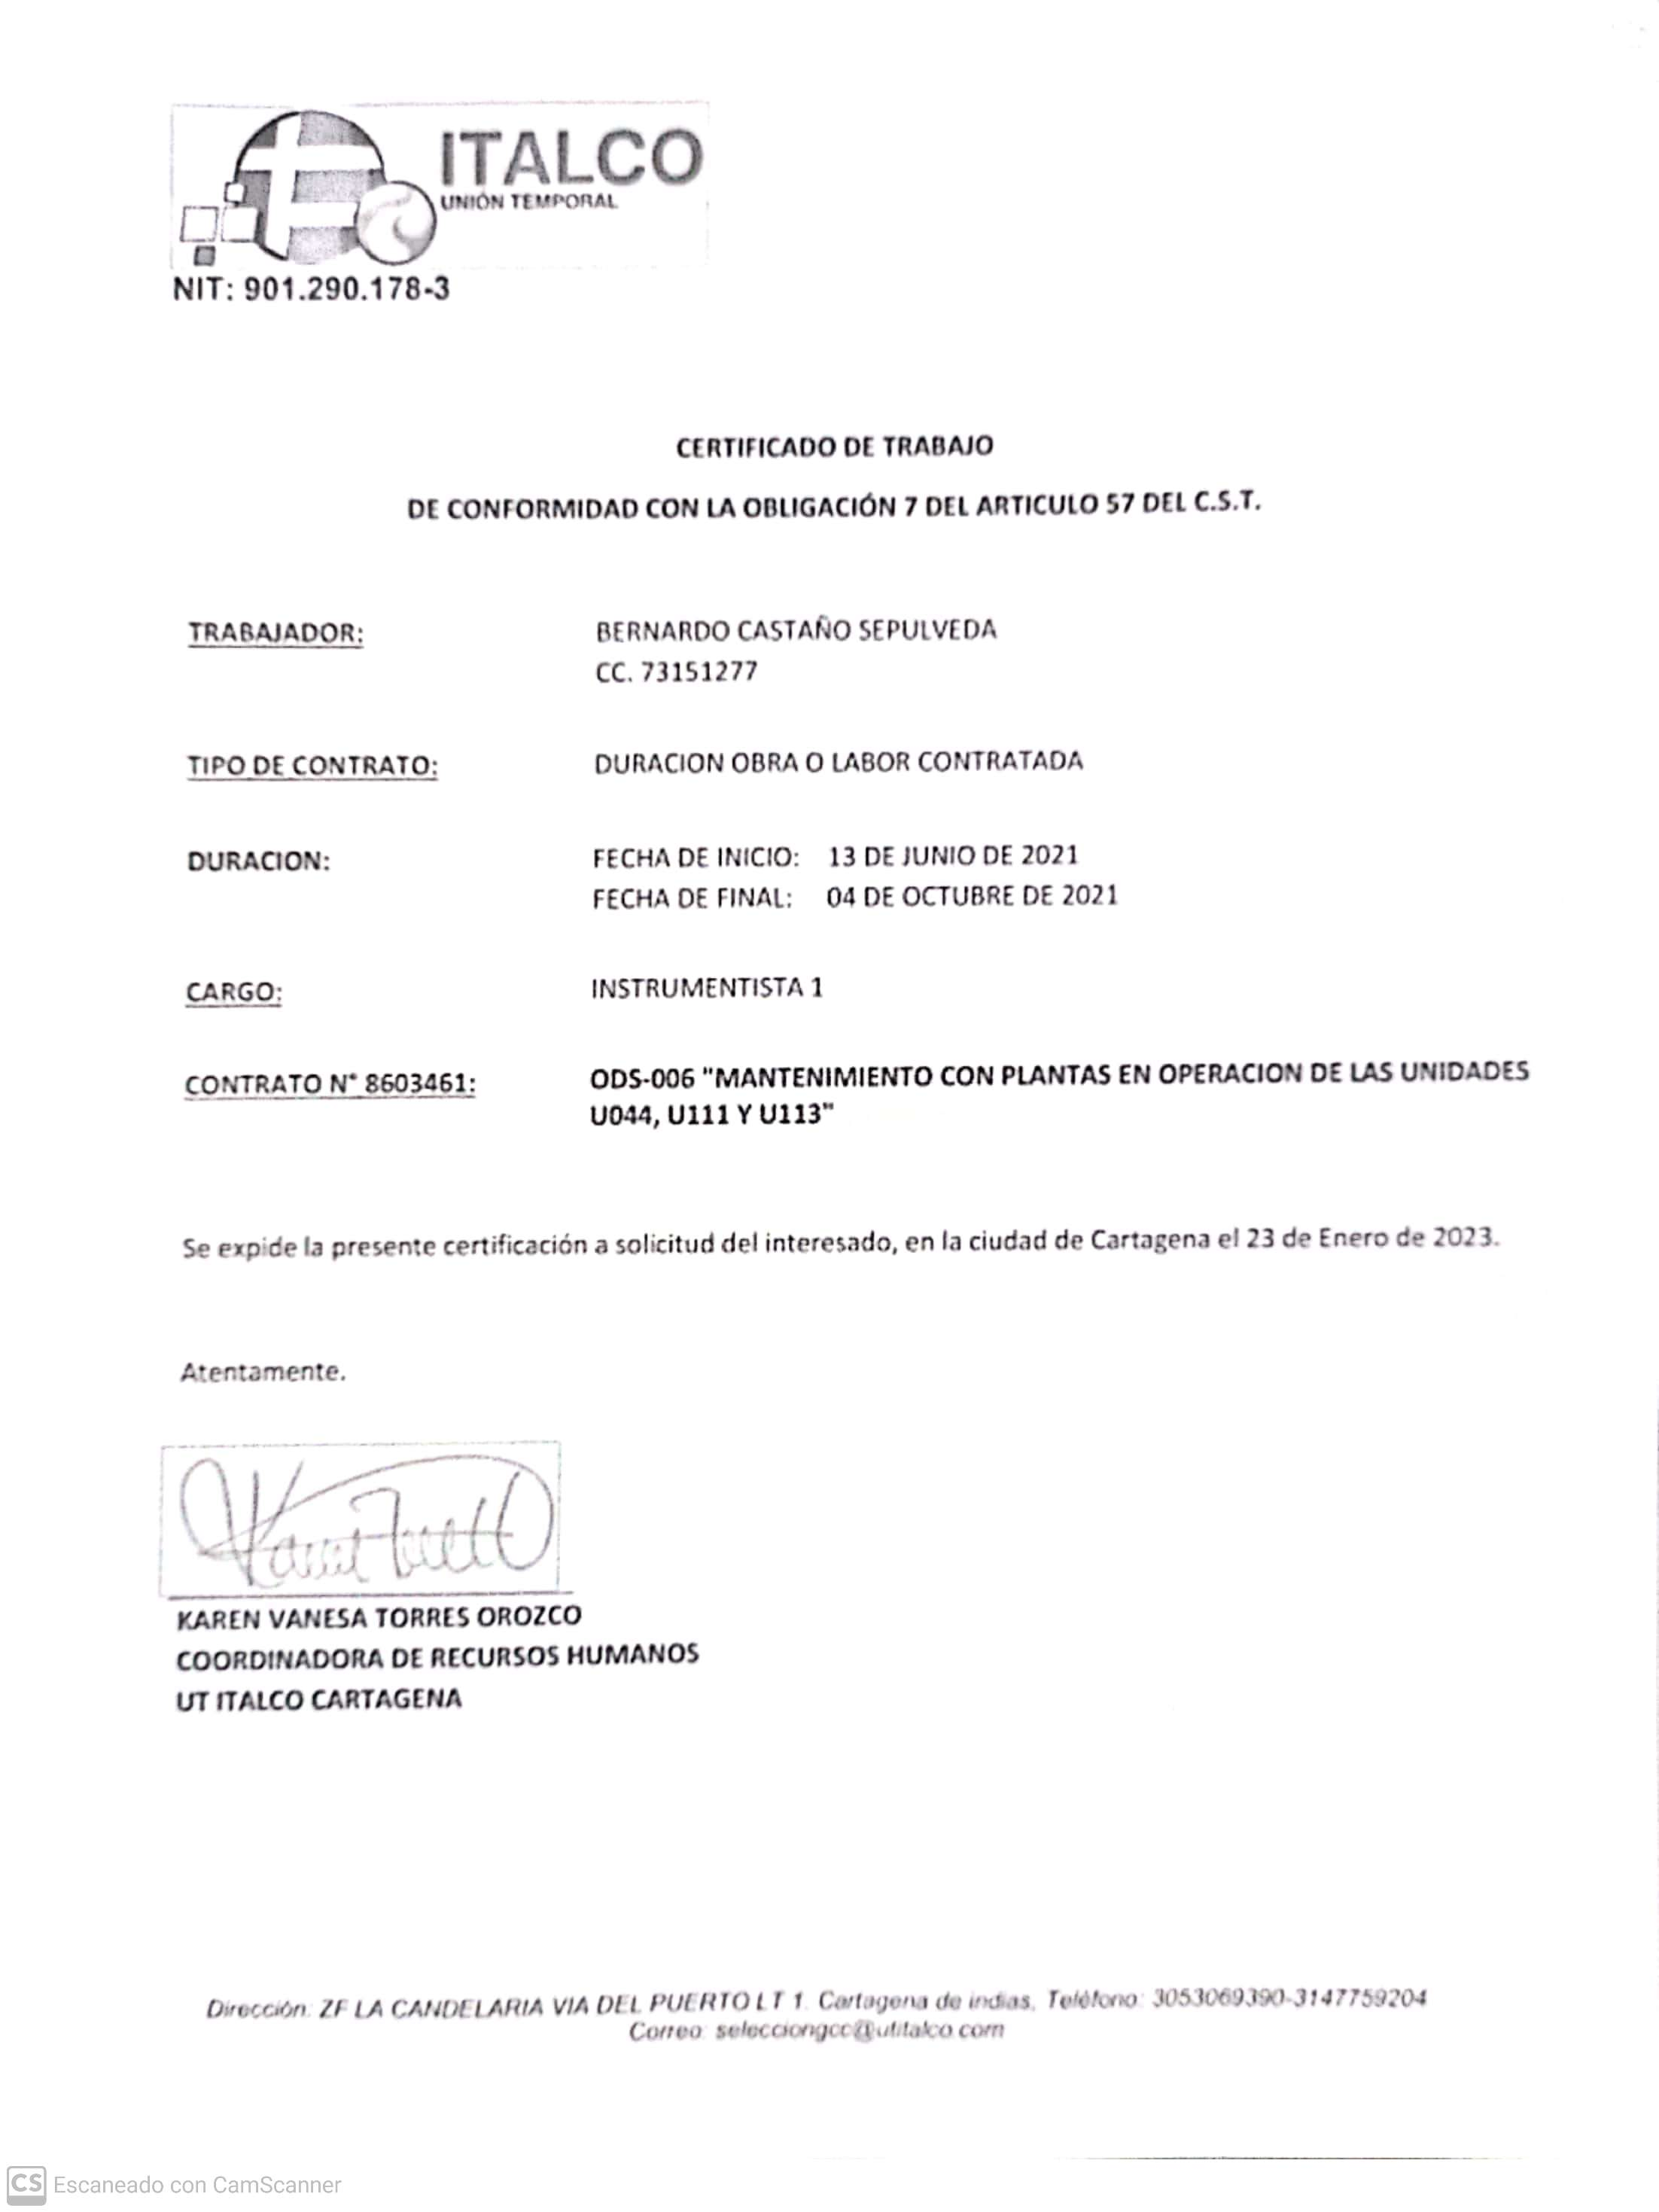 ITALCO
UNIÓN TEMPORAL
NIT: 901.290.178-3
CERTIFICADO DE TRABAJO
DE CONFORMIDAD CON LA OBLIGACIÓN 7 DEL ARTICULO 57 DEL C.S.T.
TRABAJADOR: BERNARDO CASTAÑO SEPULVEDA
CC. 73151277
TIPO DE CONTRATO: DURACION OBRA O LABOR CONTRATADA
DURACION: FECHA DE INICIO: 13 DE JUNIO DE 2021
FECHA DE FINAL: 04 DE OCTUBRE DE 2021
CARGO: INSTRUMENTISTA 1
CONTRATO N° 8603461: ODS-006 "MANTENIMIENTO CON PLANTAS EN OPERACION DE LAS UNIDADES
U044, U111 Y U113"
Se expide la presente certificación a solicitud del interesado, en la ciudad de Cartagena el 23 de Enero de 2023.
Atentamente.
KAREN VANESA TORRES OROZCO
COORDINADORA DE RECURSOS HUMANOS
UT ITALCO CARTAGENA
Dirección: ZF LA CANDELARIA VIA DEL PUERTO LT 1. Cartagena de indias, Teléfono: 3053069390-3147759204
Correo: selecciongcc@utitalco.com
CS Escaneado con CamScanner